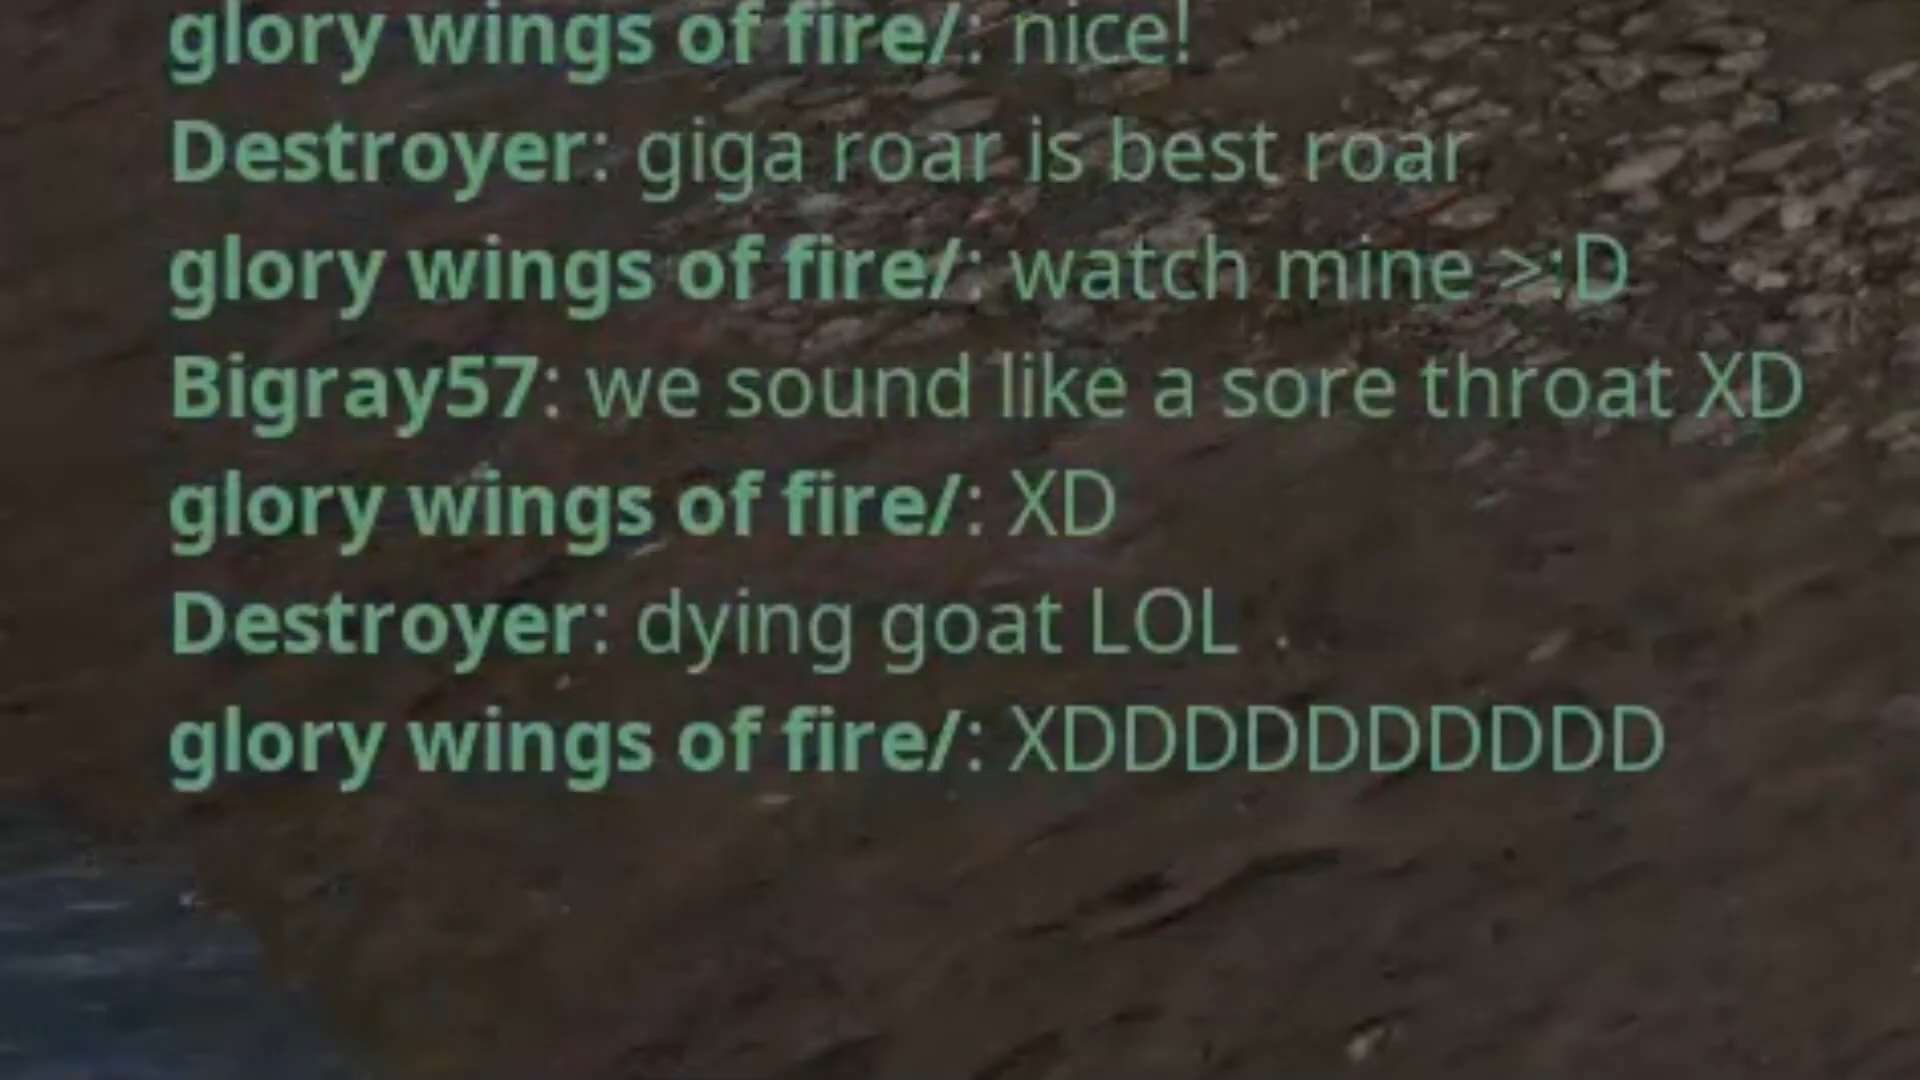 glory wings of fire/: nice!
Destroyer: giga roar is best roar
glory wings of fire/: watch mine >:D
Bigray57: we sound like a sore throat XD
glory wings of fire/: XD
Destroyer: dying goat LOL
glory wings of fire/: XDDDDDDDDDD